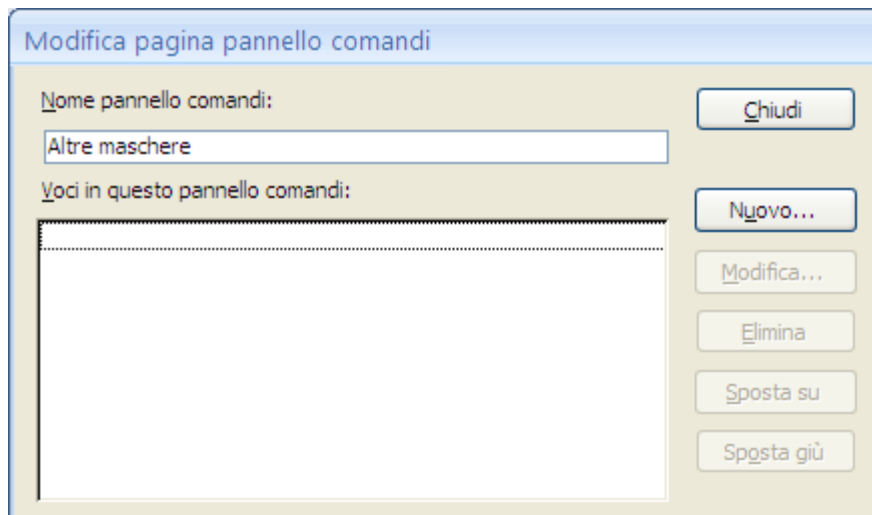 Modifica pagina pannello comandi
Nome pannello comandi:
Chiudi
Altre maschere
Voci in questo pannello comandi:
Nuovo...
Modifica...
Elimina
Sposta su
Sposta giù